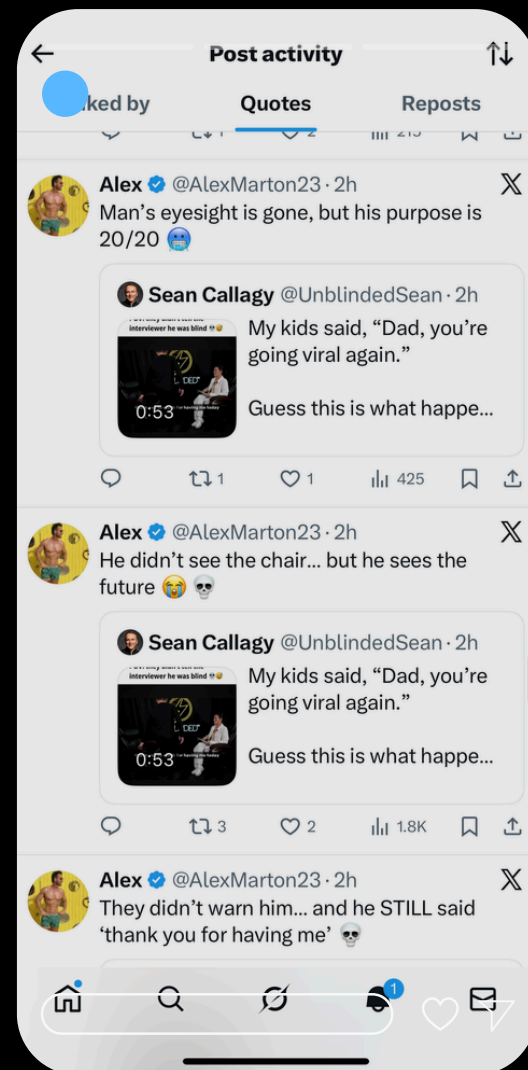 Post activity
ked by
Quotes
Reposts
1
2
215
Alex @AlexMarton23 · 2h
Man’s eyesight is gone, but his purpose is
20/20 🥶
Sean Callagy @UnblindedSean · 2h
interviewer he was blind 💀😅
My kids said, “Dad, you’re
going viral again.”
Guess this is what happe...
0:53
1
1
425
Alex @AlexMarton23 · 2h
He didn’t see the chair... but he sees the
future 😭 💀
Sean Callagy @UnblindedSean · 2h
interviewer he was blind 💀😅
My kids said, “Dad, you’re
going viral again.”
Guess this is what happe...
0:53
3
2
1.8K
Alex @AlexMarton23 · 2h
They didn’t warn him... and he STILL said
‘thank you for having me’ 💀
1